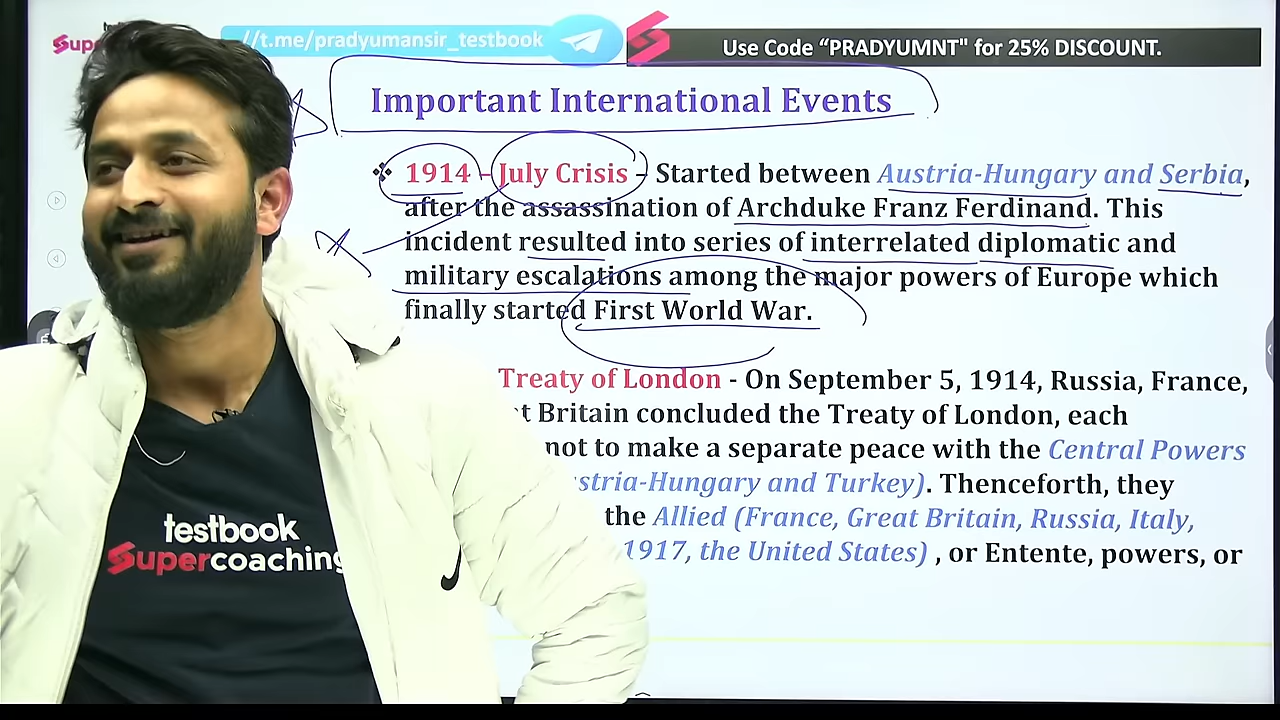 //t.me/pradyumansir_testbook
Use Code “PRADYUMNT" for 25% DISCOUNT.
Important International Events
❖ 1914 - July Crisis - Started between Austria-Hungary and Serbia,
after the assassination of Archduke Franz Ferdinand. This
incident resulted into series of interrelated diplomatic and
military escalations among the major powers of Europe which
finally started First World War.
Treaty of London - On September 5, 1914, Russia, France,
Britain concluded the Treaty of London, each
not to make a separate peace with the Central Powers
and Turkey). Thenceforth, they
the Allied (France, Great Britain, Russia, Italy,
1917, the United States) , or Entente, powers, or
testbook
Supercoaching